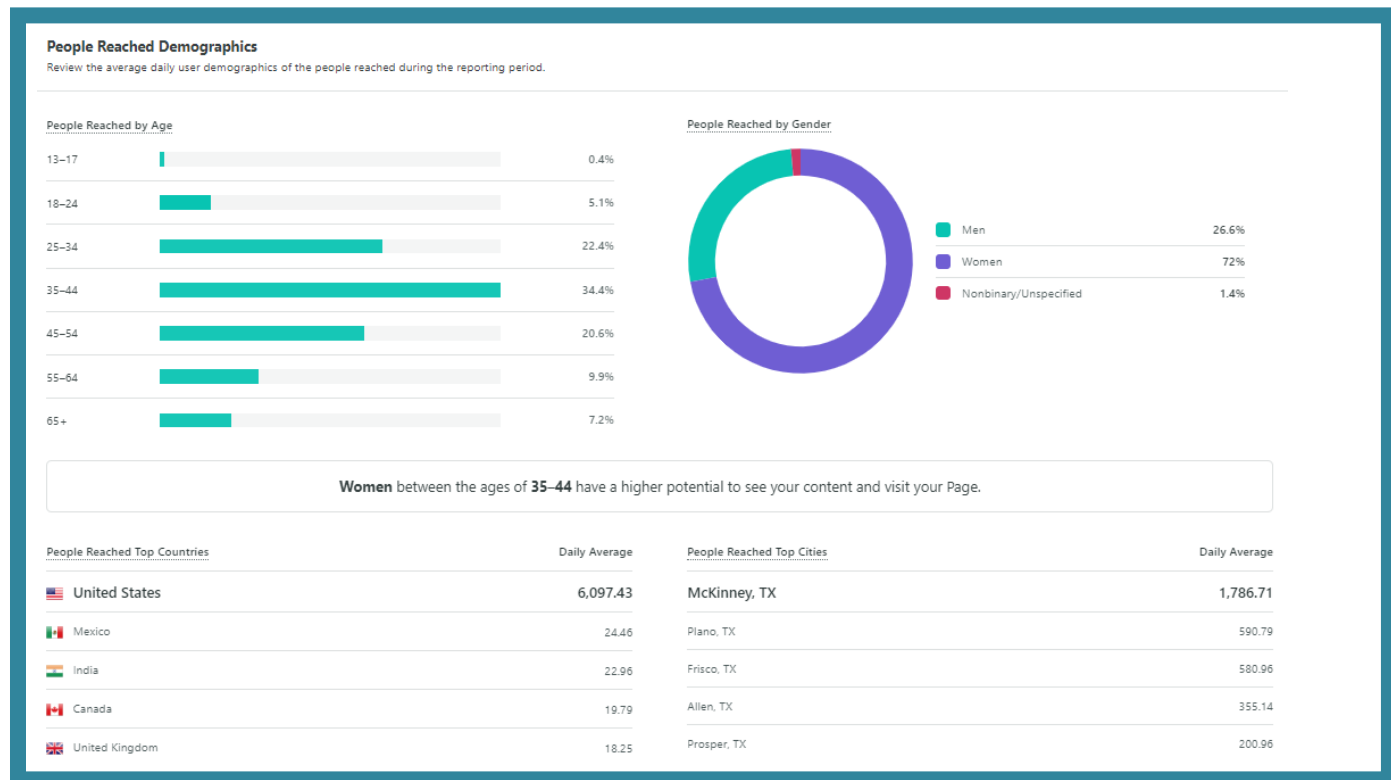 People Reached Demographics
Review the average daily user demographics of the people reached during the reporting period.
People Reached by Age
13–17 0.4%
18–24 5.1%
25–34 22.4%
35–44 34.4%
45–54 20.6%
55–64 9.9%
65+ 7.2%
People Reached by Gender
Men 26.6%
Women 72%
Nonbinary/Unspecified 1.4%
Women between the ages of 35–44 have a higher potential to see your content and visit your Page.
People Reached Top Countries Daily Average
United States 6,097.43
Mexico 24.46
India 22.96
Canada 19.79
United Kingdom 18.25
People Reached Top Cities Daily Average
McKinney, TX 1,786.71
Plano, TX 590.79
Frisco, TX 580.96
Allen, TX 355.14
Prosper, TX 200.96